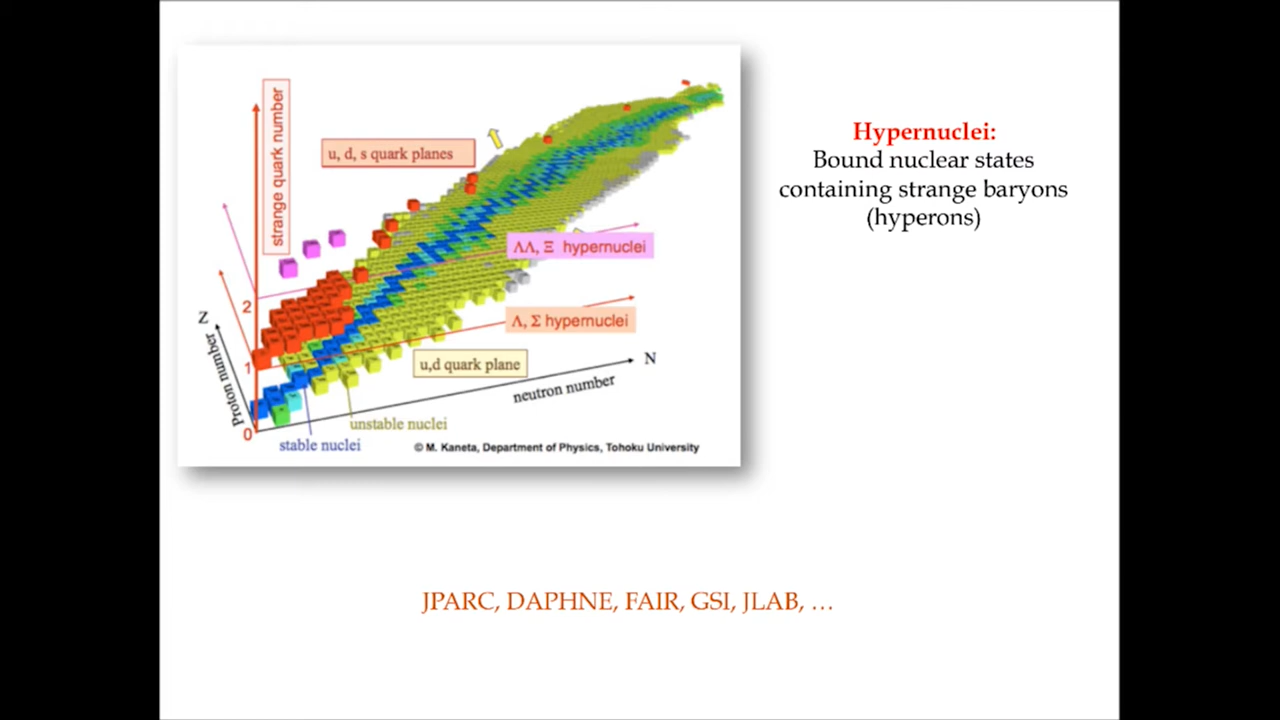 strange quark number
u, d, s quark planes
ΛΛ, Ξ hypernuclei
2
Z
Λ, Σ hypernuclei
1
Proton number
u,d quark plane
N
neutron number
0
unstable nuclei
stable nuclei
© M. Kaneta, Department of Physics, Tohoku University
Hypernuclei:
Bound nuclear states
containing strange baryons
(hyperons)
JPARC, DAPHNE, FAIR, GSI, JLAB, …